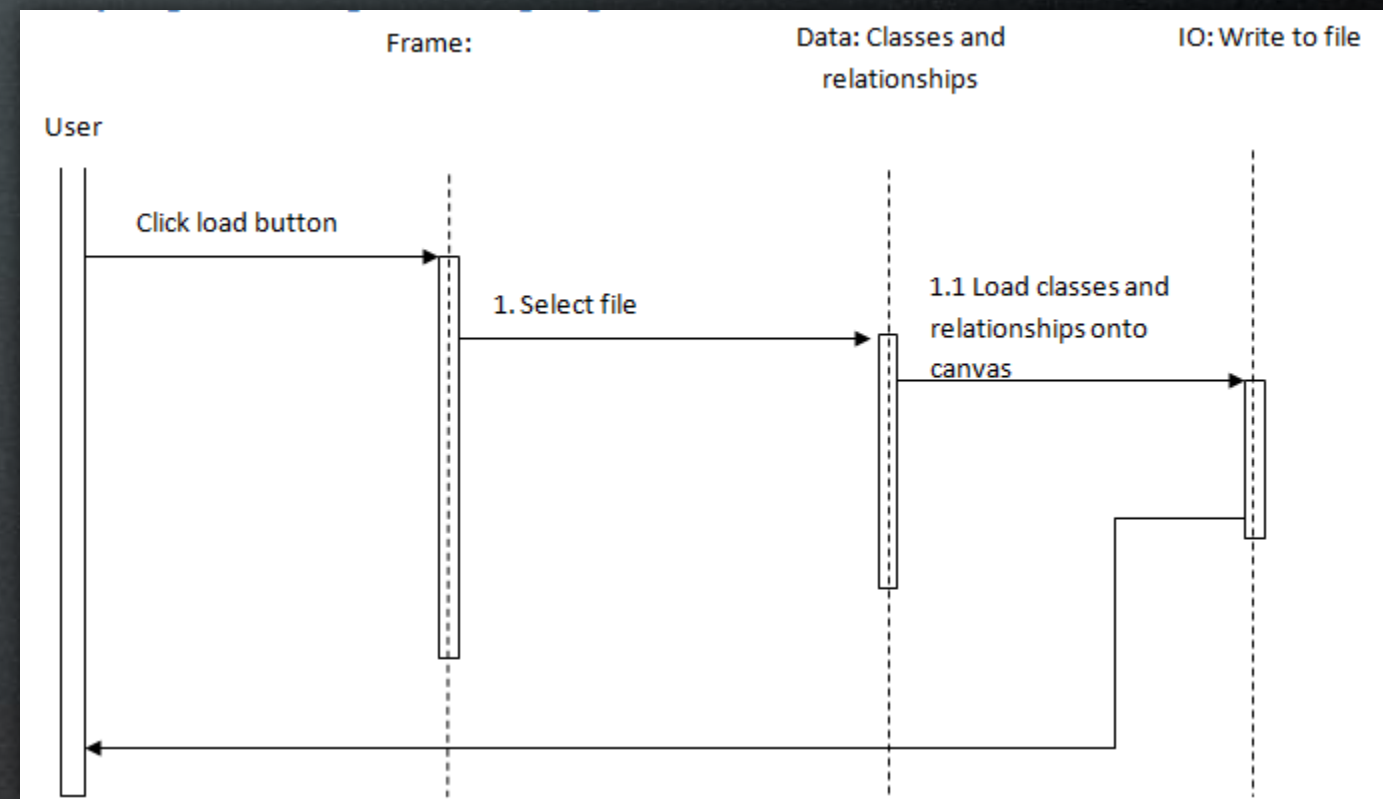 Frame:
Data: Classes and
relationships
IO: Write to file
User
Click load button
1. Select file
1.1 Load classes and
relationships onto
canvas